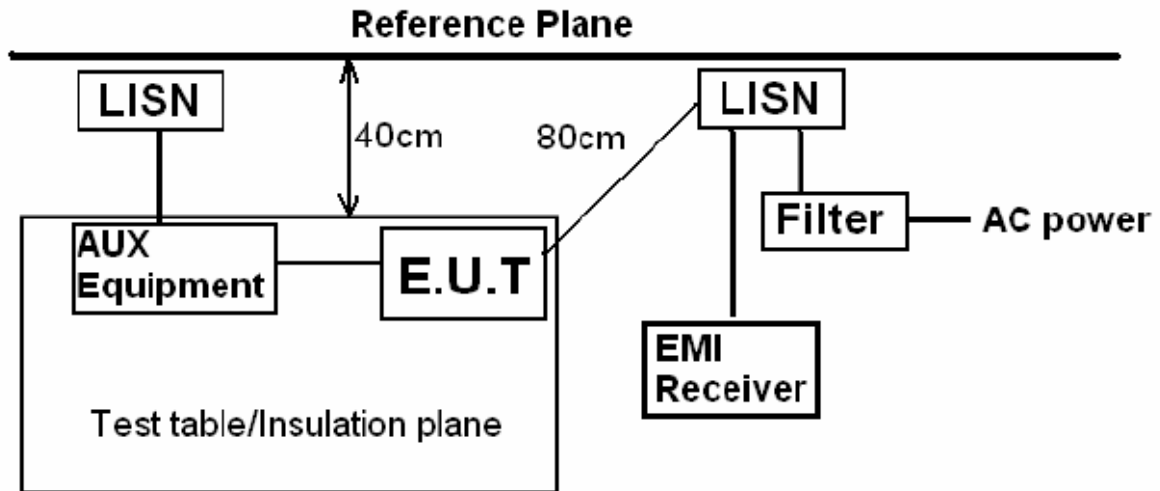 Reference Plane
LISN
40cm
80cm
LISN
Filter
AC power
AUX
Equipment
E.U.T
EMI
Receiver
Test table/Insulation plane